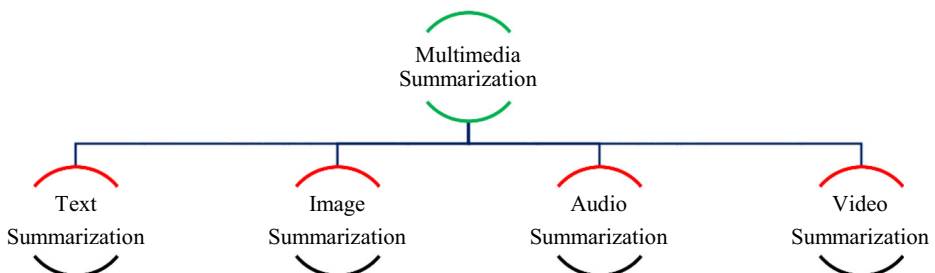 Multimedia
Summarization
Text
Summarization
Image
Summarization
Audio
Summarization
Video
Summarization